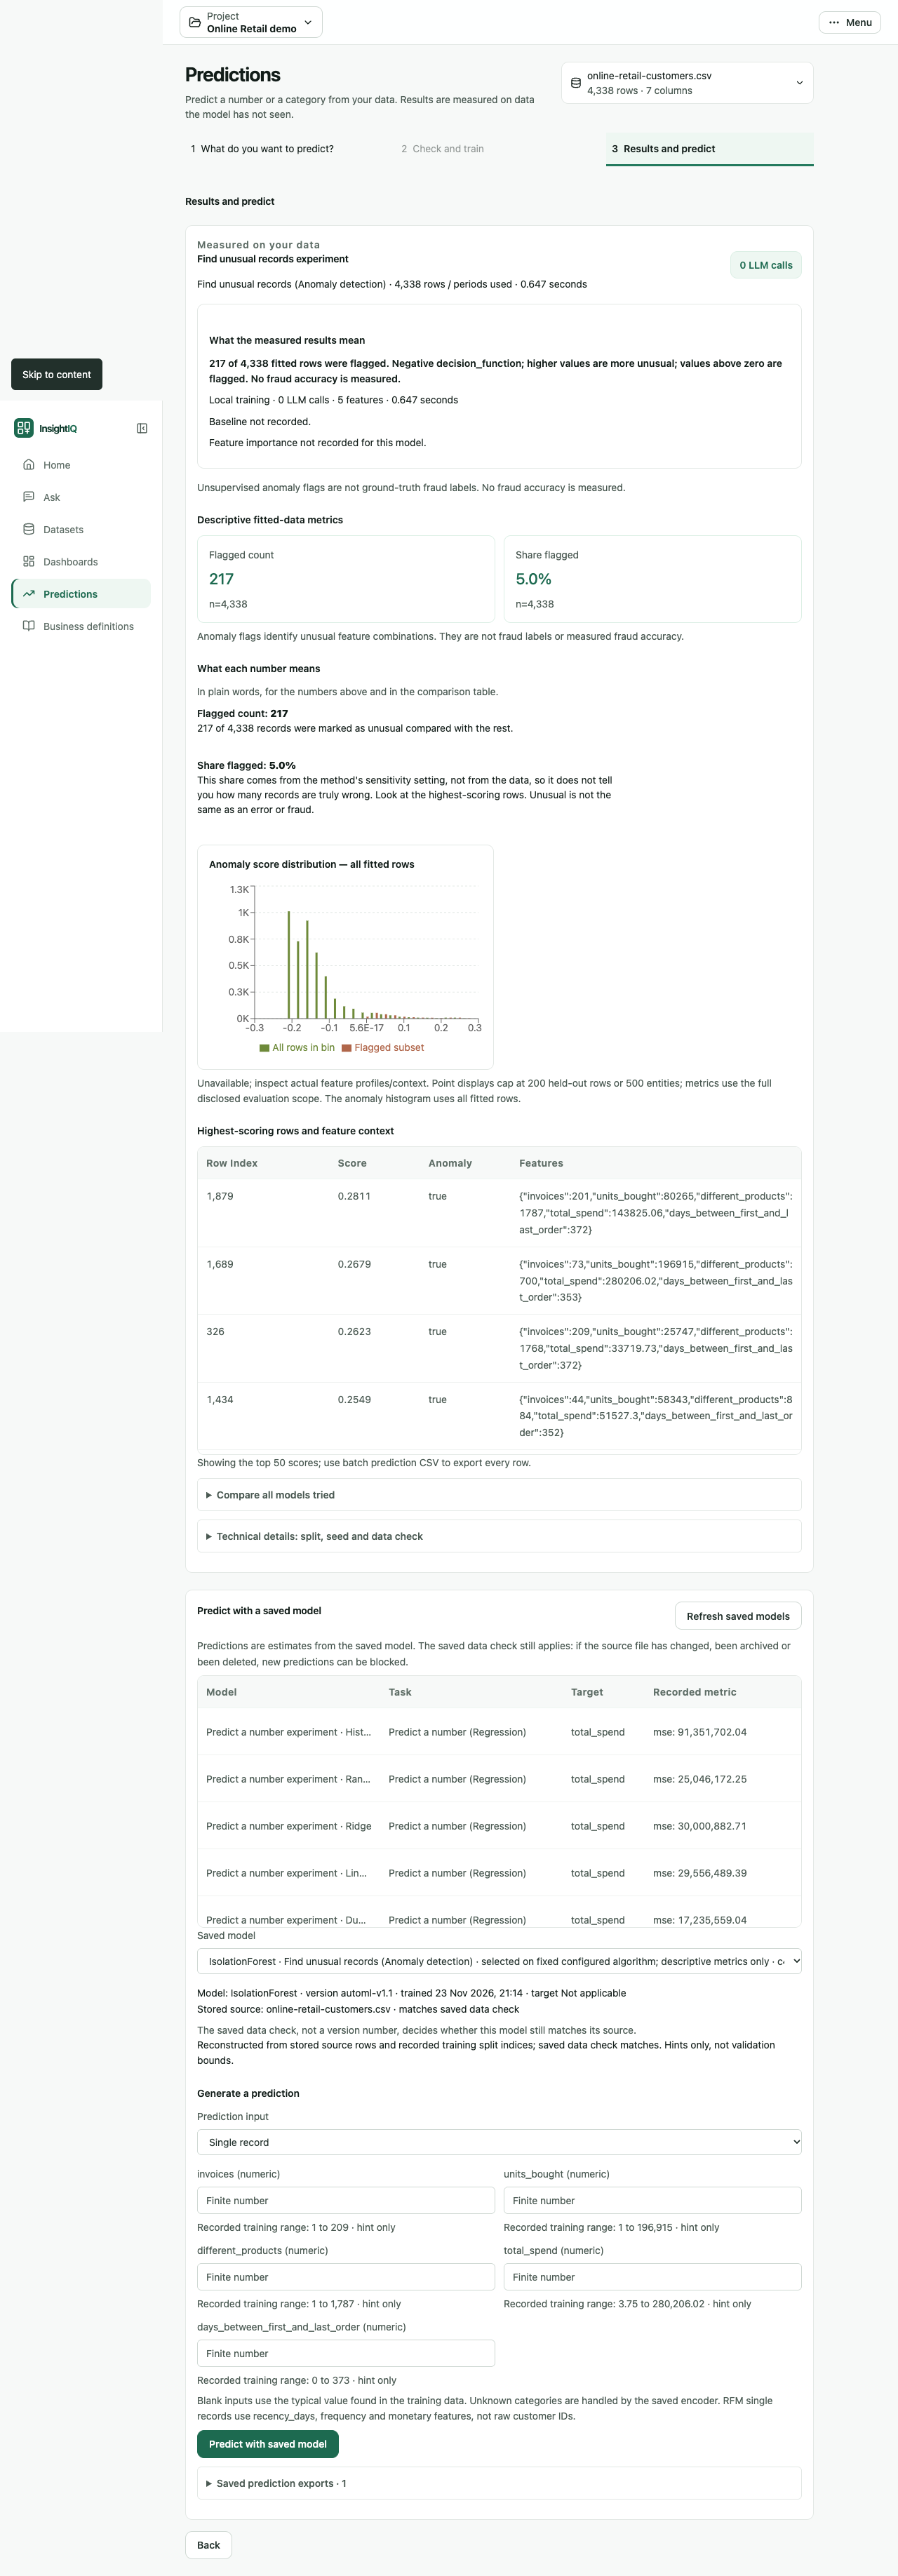 Project
Online Retail demo
Menu
Predictions
Predict a number or a category from your data. Results are measured on data
the model has not seen.
online-retail-customers.csv
4,338 rows · 7 columns
1 What do you want to predict?
2 Check and train
3 Results and predict
Results and predict
Measured on your data
Find unusual records experiment
0 LLM calls
Find unusual records (Anomaly detection) · 4,338 rows / periods used · 0.647 seconds
What the measured results mean
217 of 4,338 fitted rows were flagged. Negative decision_function; higher values are more unusual; values above zero are
flagged. No fraud accuracy is measured.
Local training · 0 LLM calls · 5 features · 0.647 seconds
Baseline not recorded.
Feature importance not recorded for this model.
Skip to content
InsightIQ
Home
Ask
Datasets
Dashboards
Predictions
Business definitions
Unsupervised anomaly flags are not ground-truth fraud labels. No fraud accuracy is measured.
Descriptive fitted-data metrics
Flagged count
217
n=4,338
Share flagged
5.0%
n=4,338
Anomaly flags identify unusual feature combinations. They are not fraud labels or measured fraud accuracy.
What each number means
In plain words, for the numbers above and in the comparison table.
Flagged count: 217
217 of 4,338 records were marked as unusual compared with the rest.
Share flagged: 5.0%
This share comes from the method's sensitivity setting, not from the data, so it does not tell
you how many records are truly wrong. Look at the highest-scoring rows. Unusual is not the
same as an error or fraud.
Anomaly score distribution — all fitted rows
1.3K
1K
0.8K
0.5K
0.3K
0K
-0.3 -0.2 -0.1 5.6E-17 0.1 0.2 0.3
All rows in bin Flagged subset
Unavailable; inspect actual feature profiles/context. Point displays cap at 200 held-out rows or 500 entities; metrics use the full
disclosed evaluation scope. The anomaly histogram uses all fitted rows.
Highest-scoring rows and feature context
Row Index Score Anomaly Features
1,879 0.2811 true {"invoices":201,"units_bought":80265,"different_products":
1787,"total_spend":143825.06,"days_between_first_and_l
ast_order":372}
1,689 0.2679 true {"invoices":73,"units_bought":196915,"different_products":
700,"total_spend":280206.02,"days_between_first_and_las
t_order":353}
326 0.2623 true {"invoices":209,"units_bought":25747,"different_products":
1768,"total_spend":33719.73,"days_between_first_and_las
t_order":372}
1,434 0.2549 true {"invoices":44,"units_bought":58343,"different_products":8
84,"total_spend":51527.3,"days_between_first_and_last_or
der":352}
Showing the top 50 scores; use batch prediction CSV to export every row.
Compare all models tried
Technical details: split, seed and data check
Predict with a saved model
Refresh saved models
Predictions are estimates from the saved model. The saved data check still applies: if the source file has changed, been archived or
been deleted, new predictions can be blocked.
Model Task Target Recorded metric
Predict a number experiment · Hist... Predict a number (Regression) total_spend mse: 91,351,702.04
Predict a number experiment · Ran... Predict a number (Regression) total_spend mse: 25,046,172.25
Predict a number experiment · Ridge Predict a number (Regression) total_spend mse: 30,000,882.71
Predict a number experiment · Lin... Predict a number (Regression) total_spend mse: 29,556,489.39
Predict a number experiment · Du... Predict a number (Regression) total_spend mse: 17,235,559.04
Saved model
IsolationForest · Find unusual records (Anomaly detection) · selected on fixed configured algorithm; descriptive metrics only ·
Model: IsolationForest · version automl-v1.1 · trained 23 Nov 2026, 21:14 · target Not applicable
Stored source: online-retail-customers.csv · matches saved data check
The saved data check, not a version number, decides whether this model still matches its source.
Reconstructed from stored source rows and recorded training split indices; saved data check matches. Hints only, not validation
bounds.
Generate a prediction
Prediction input
Single record
invoices (numeric)
Finite number
Recorded training range: 1 to 209 · hint only
units_bought (numeric)
Finite number
Recorded training range: 1 to 196,915 · hint only
different_products (numeric)
Finite number
Recorded training range: 1 to 1,787 · hint only
total_spend (numeric)
Finite number
Recorded training range: 3.75 to 280,206.02 · hint only
days_between_first_and_last_order (numeric)
Finite number
Recorded training range: 0 to 373 · hint only
Blank inputs use the typical value found in the training data. Unknown categories are handled by the saved encoder. RFM single
records use recency_days, frequency and monetary features, not raw customer IDs.
Predict with saved model
Saved prediction exports · 1
Back